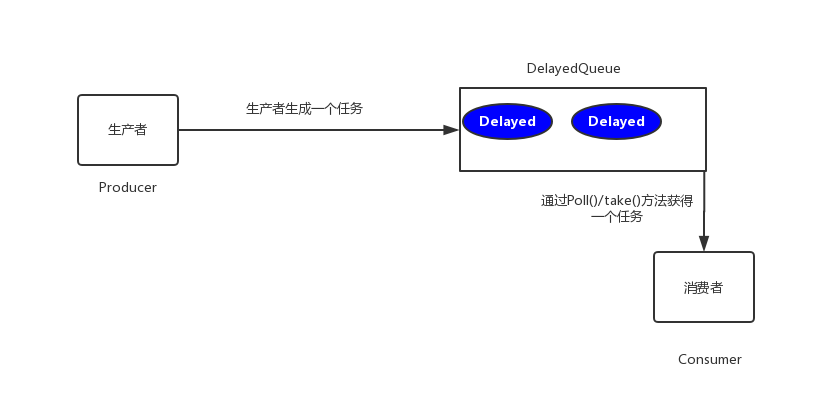 DelayedQueue
生产者生成一个任务
生产者
Delayed
Delayed
Producer
通过Poll()/take()方法获得
一个任务
消费者
Consumer